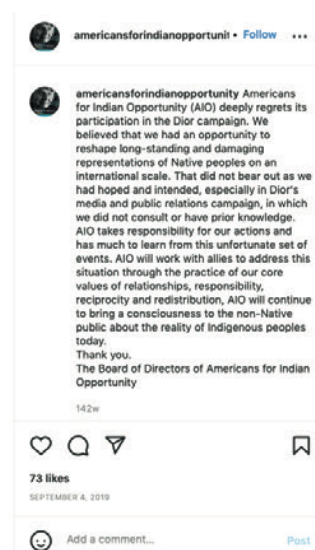 americansforindianopportunit • Follow •••
americansforindianopportunity Americans
for Indian Opportunity (AIO) deeply regrets its
participation in the Dior campaign. We
believed that we had an opportunity to
reshape long-standing and damaging
representations of Native peoples on an
international scale. That did not bear out as we
had hoped and intended, especially in Dior's
media and public relations campaign, in which
we did not consult or have prior knowledge.
AIO takes responsibility for our actions and
has much to learn from this unfortunate set of
events. AIO will work with allies to address this
situation through the practice of our core
values of relationships, responsibility,
reciprocity and redistribution, AIO will continue
to bring a consciousness to the non-Native
public about the reality of Indigenous peoples
today.
Thank you.
The Board of Directors of Americans for Indian
Opportunity
142w
73 likes
SEPTEMBER 4, 2019
Add a comment... Post